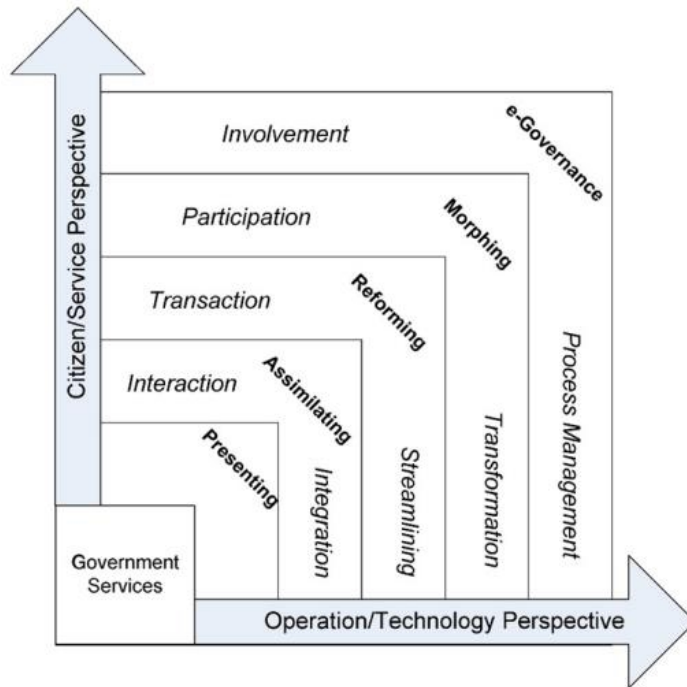 Citizen/Service Perspective
Involvement
e-Governance
Participation
Morphing
Transaction
Reforming
Interaction
Assimilating
Presenting
Integration
Streamlining
Transformation
Process Management
Government
Services
Operation/Technology Perspective